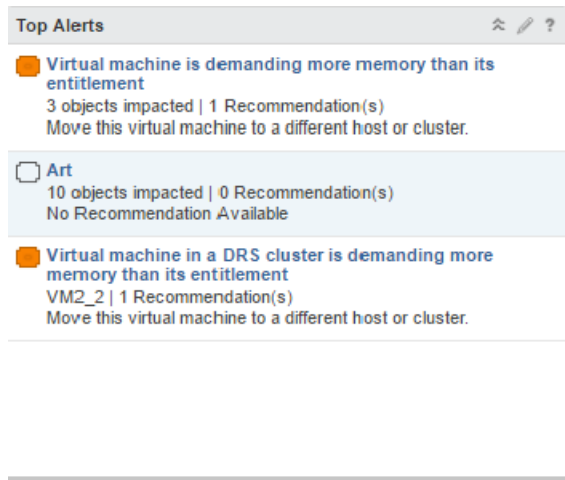 Top Alerts ?
Virtual machine is demanding more memory than its
entitlement
3 objects impacted | 1 Recommendation(s)
Move this virtual machine to a different host or cluster.
Art
10 objects impacted | 0 Recommendation(s)
No Recommendation Available
Virtual machine in a DRS cluster is demanding more
memory than its entitlement
VM2_2 | 1 Recommendation(s)
Move this virtual machine to a different host or cluster.